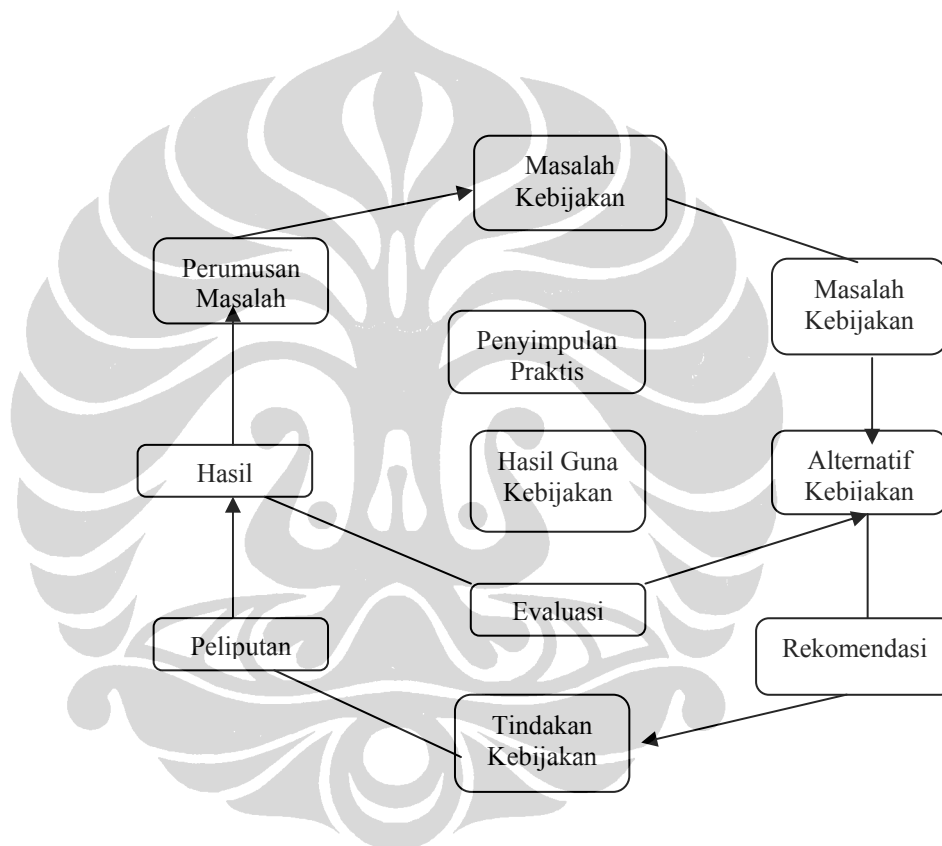 Masalah
Kebijakan
Perumusan
Masalah
Masalah
Kebijakan
Penyimpulan
Praktis
Hasil
Hasil Guna
Kebijakan
Alternatif
Kebijakan
Evaluasi
Peliputan
Rekomendasi
Tindakan
Kebijakan